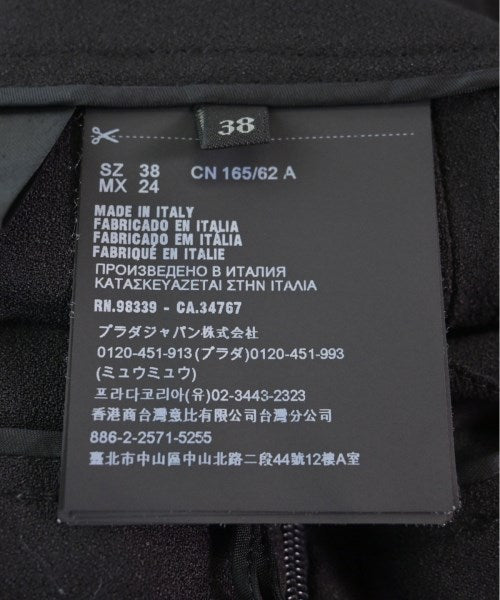 38
SZ 38 CN 165/62 A
MX 24
MADE IN ITALY
FABRICADO EN ITALIA
FABRICADO EM ITÀLIA
FABRIQUÉ EN ITALIE
ПРОИЗВЕДЕНО В ИТАЛИЯ
ΚΑΤΑΣΚΕΥΑΖΕΤΑΙ ΣΤΗΝ ΙΤΑΛΙΑ
RN.98339 - CA.34767
プラダジャパン株式会社
0120-451-913(プラダ)0120-451-993
(ミュウミュウ)
프라다코리아(유)02-3443-2323
香港商台灣意比有限公司台灣分公司
886-2-2571-5255
臺北市中山區中山北路二段44號12樓A室